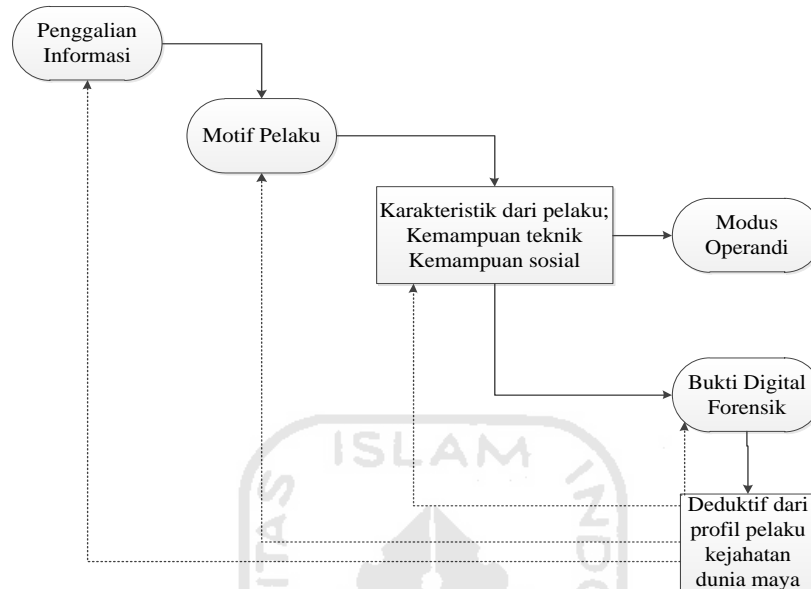 Penggalian
Informasi
Motif Pelaku
Karakteristik dari pelaku;
Kemampuan teknik
Kemampuan sosial
Modus
Operandi
Bukti Digital
Forensik
Deduktif dari
profil pelaku
kejahatan
dunia maya
ISLAM